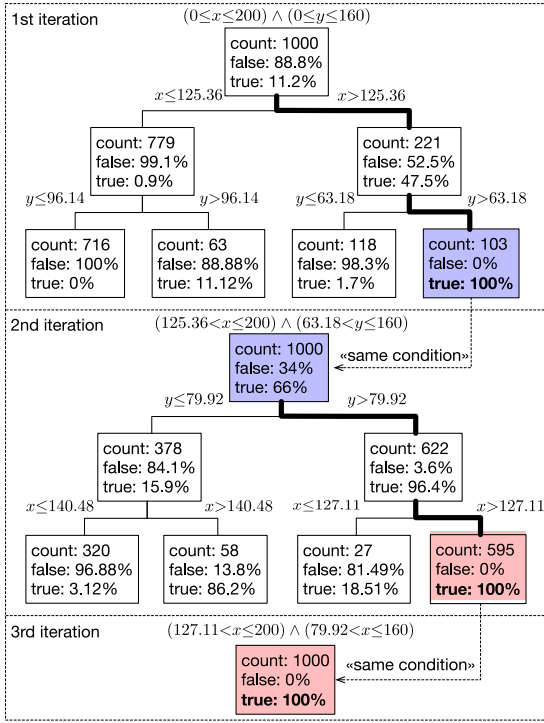 1st iteration
(0≤x≤200) ∧ (0≤y≤160)
count: 1000
false: 88.8%
true: 11.2%
x≤125.36
x>125.36
count: 779
false: 99.1%
true: 0.9%
count: 221
false: 52.5%
true: 47.5%
y≤96.14
y>96.14
y≤63.18
y>63.18
count: 716
false: 100%
true: 0%
count: 63
false: 88.88%
true: 11.12%
count: 118
false: 98.3%
true: 1.7%
count: 103
false: 0%
true: 100%
2nd iteration
(125.36<x≤200) ∧ (63.18<y≤160)
«same condition»
count: 1000
false: 34%
true: 66%
y≤79.92
y>79.92
count: 378
false: 84.1%
true: 15.9%
count: 622
false: 3.6%
true: 96.4%
x≤140.48
x>140.48
x≤127.11
x>127.11
count: 320
false: 96.88%
true: 3.12%
count: 58
false: 13.8%
true: 86.2%
count: 27
false: 81.49%
true: 18.51%
count: 595
false: 0%
true: 100%
3rd iteration
(127.11<x≤200) ∧ (79.92<x≤160)
«same condition»
count: 1000
false: 0%
true: 100%